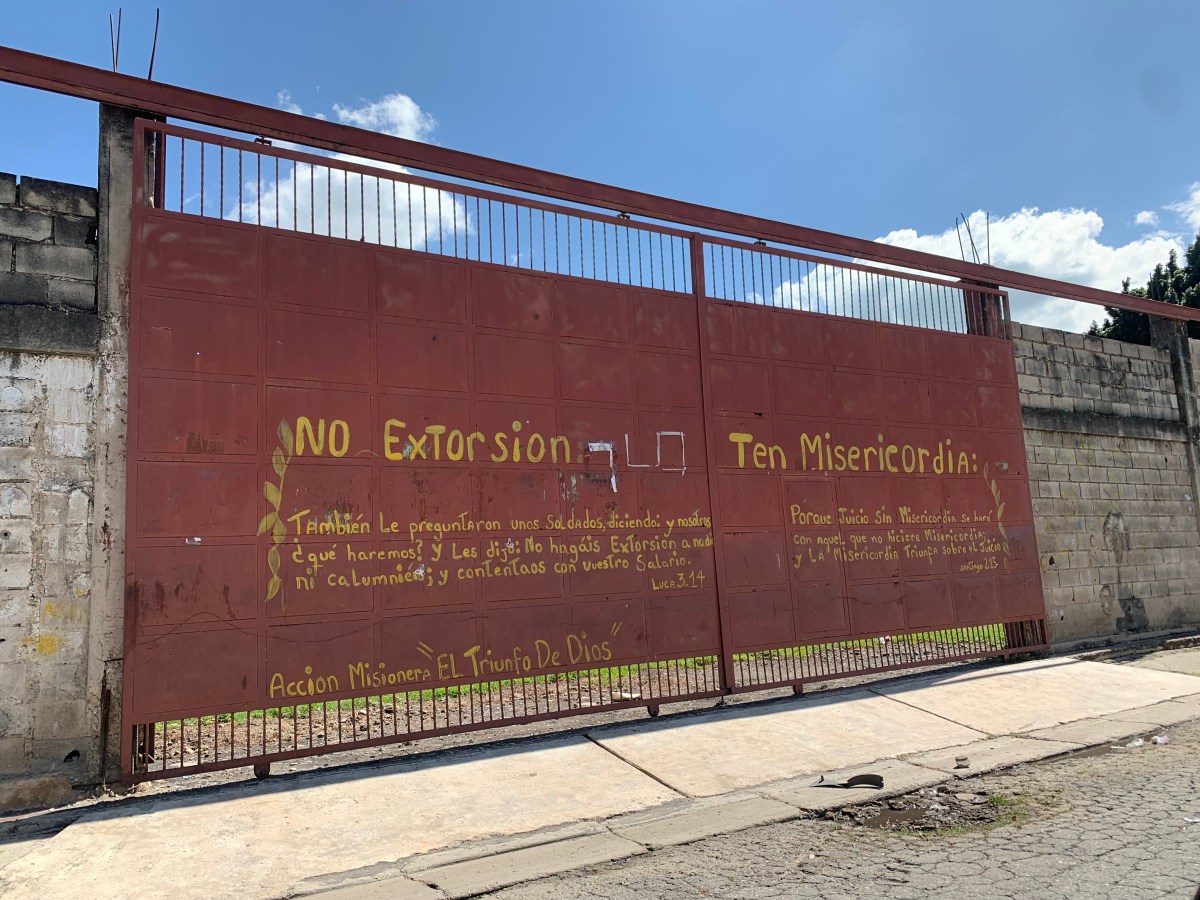 NO Extorsion
También Le preguntaron unos Soldados, diciendo: y nosotros
¿qué haremos? y Les dijo: No hagáis Extorsión a nadie
ni calumniéis; y contentaos con vuestro Salario.
Luca 3.14
Accion Misionera "EL Triunfo De Dios"
Ten Misericordia:
Porque Juicio Sin Misericordia se hará
con aquel que no hiciere Misericordia;
y LA Misericordia Triunfa sobre el Juicio
Santiago 2:13